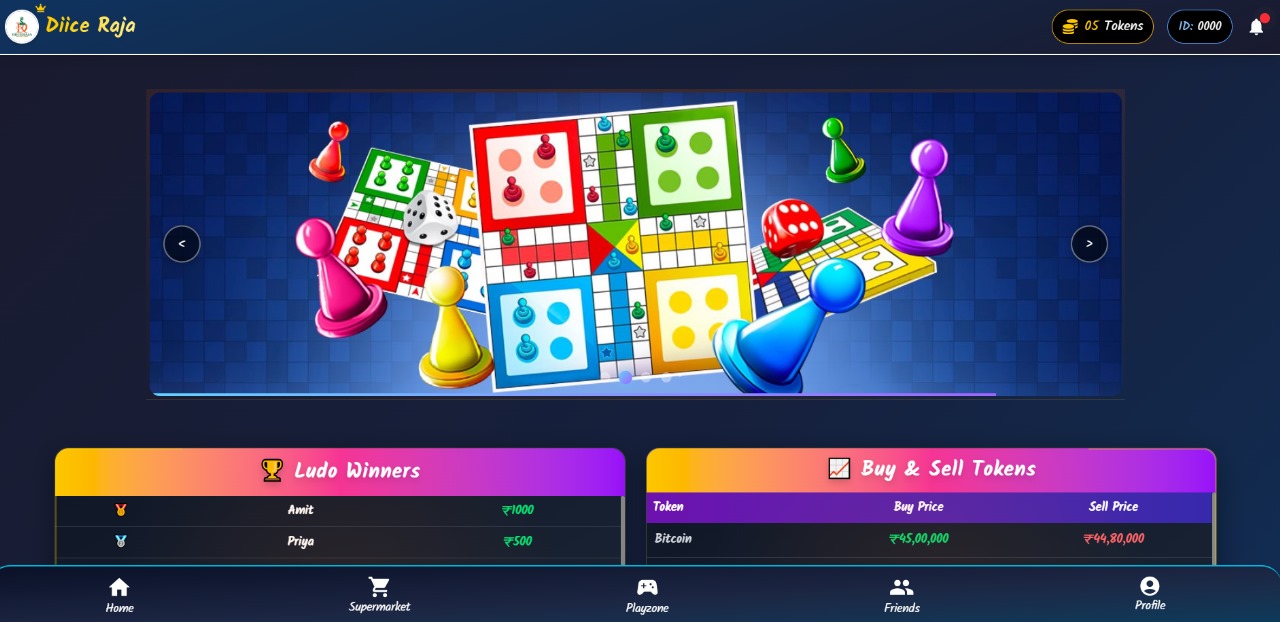 Diice Raja
05 Tokens
ID: 0000
<
>
Ludo Winners
Amit ₹1000
Priya ₹500
Buy & Sell Tokens
Token Buy Price Sell Price
Bitcoin ₹45,00,000 ₹44,80,000
Home
Supermarket
Playzone
Friends
Profile